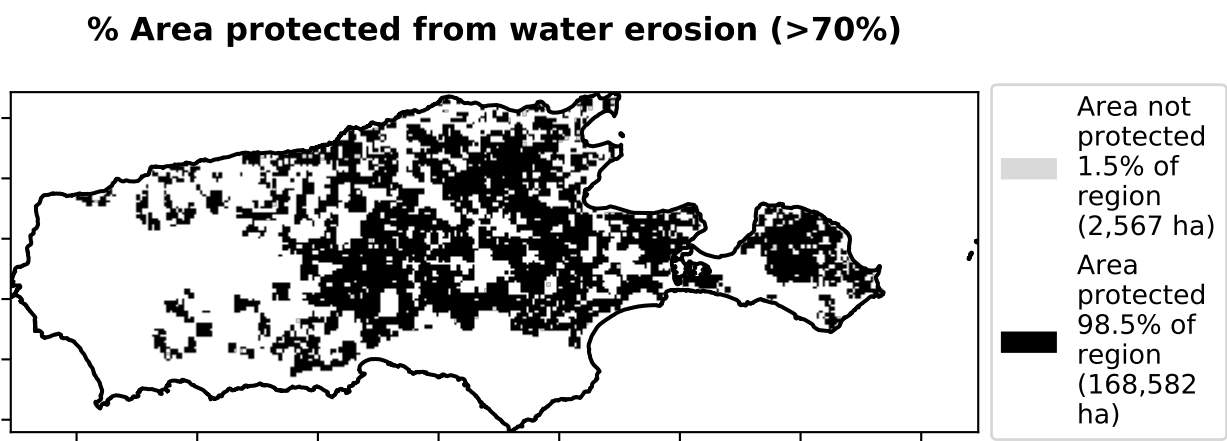 % Area protected from water erosion (>70%)
Area not
protected
1.5% of
region
(2,567 ha)
Area
protected
98.5% of
region
(168,582
ha)